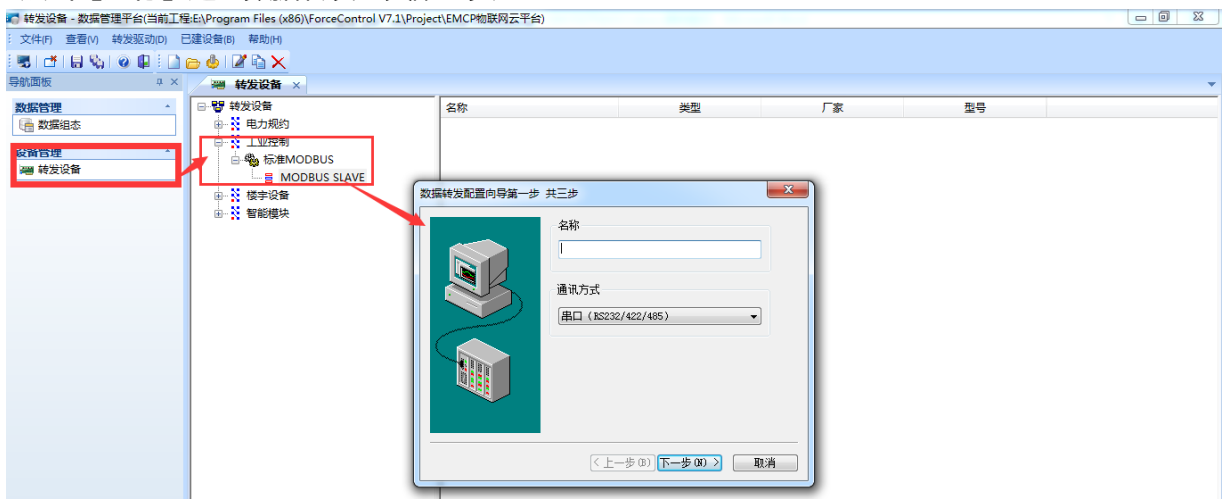 转发设备 - 数据管理平台(当前工程:E:\Program Files (x86)\ForceControl V7.1\Project\EMCP物联网云平台)
文件(F) 查看(V) 转发驱动(D) 已建设备(B) 帮助(H)
导航面板
转发设备
数据管理
数据组态
设备管理
转发设备
转发设备
电力规约
工业控制
标准MODBUS
MODBUS SLAVE
楼宇设备
智能模块
名称 类型 厂家 型号
数据转发配置向导第一步 共三步
名称
通讯方式
串口（RS232/422/485）
<上一步(B) 下一步(N) > 取消